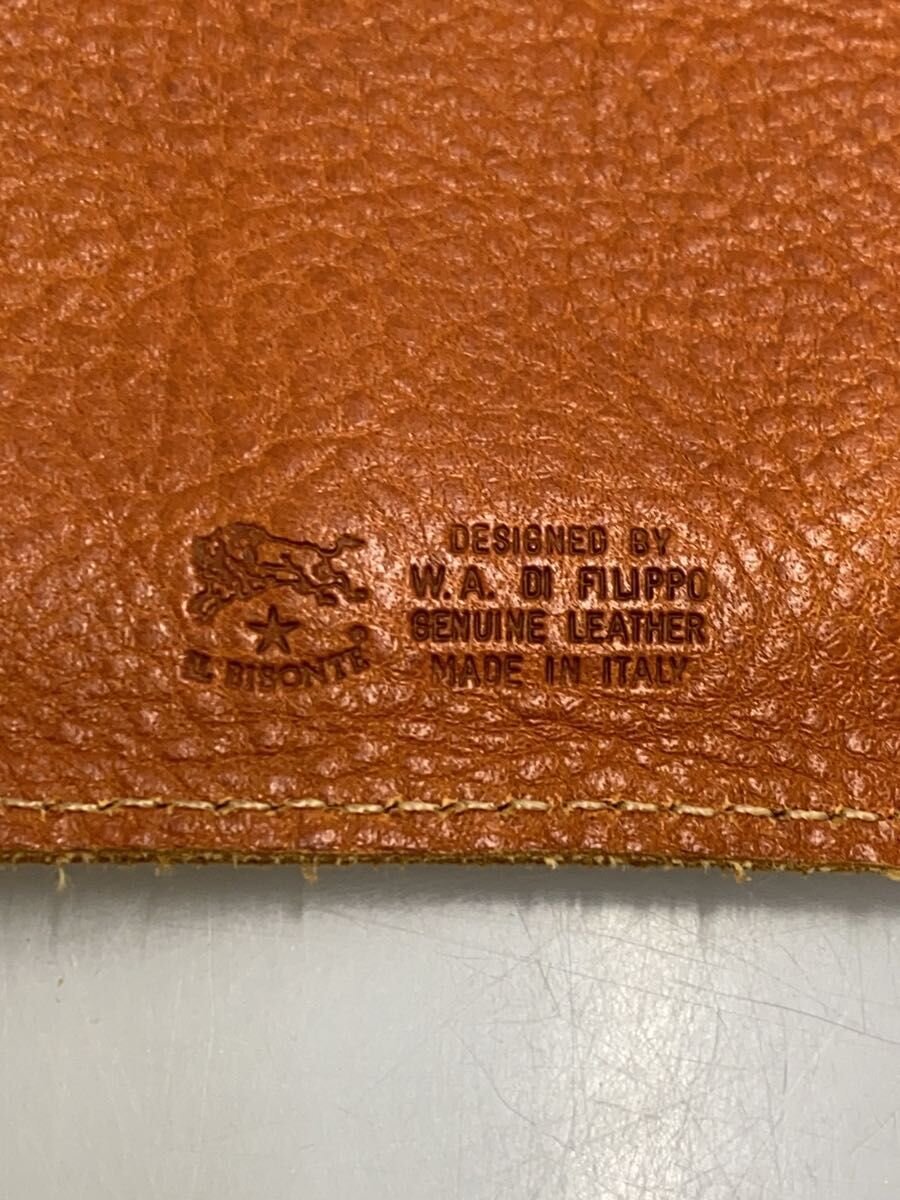 IL BISONTE ®
DESIGNED BY
W.A. DI FILIPPO
GENUINE LEATHER
MADE IN ITALY